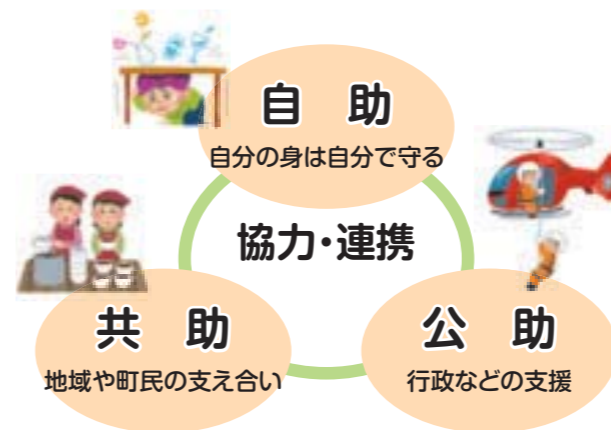 自　助
自分の身は自分で守る
協力・連携
共　助
地域や町民の支え合い
公　助
行政などの支援